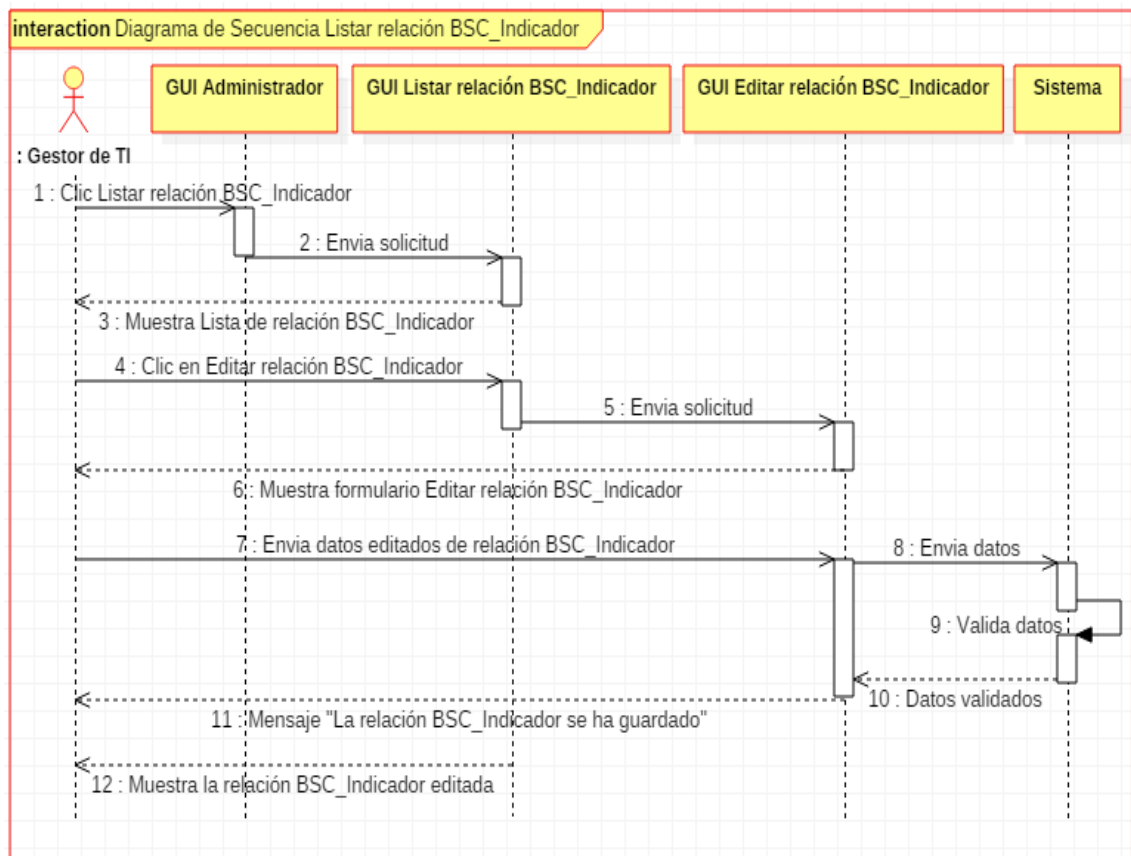 interaction Diagrama de Secuencia Listar relación BSC_Indicador
GUI Administrador
GUI Listar relación BSC_Indicador
GUI Editar relación BSC_Indicador
Sistema
: Gestor de TI
1 : Clic Listar relación BSC_Indicador
2 : Envia solicitud
3 : Muestra Lista de relación BSC_Indicador
4 : Clic en Editar relación BSC_Indicador
5 : Envia solicitud
6 : Muestra formulario Editar relación BSC_Indicador
7 : Envia datos editados de relación BSC_Indicador
8 : Envia datos
9 : Valida datos
10 : Datos validados
11 : Mensaje "La relación BSC_Indicador se ha guardado"
12 : Muestra la relación BSC_Indicador editada